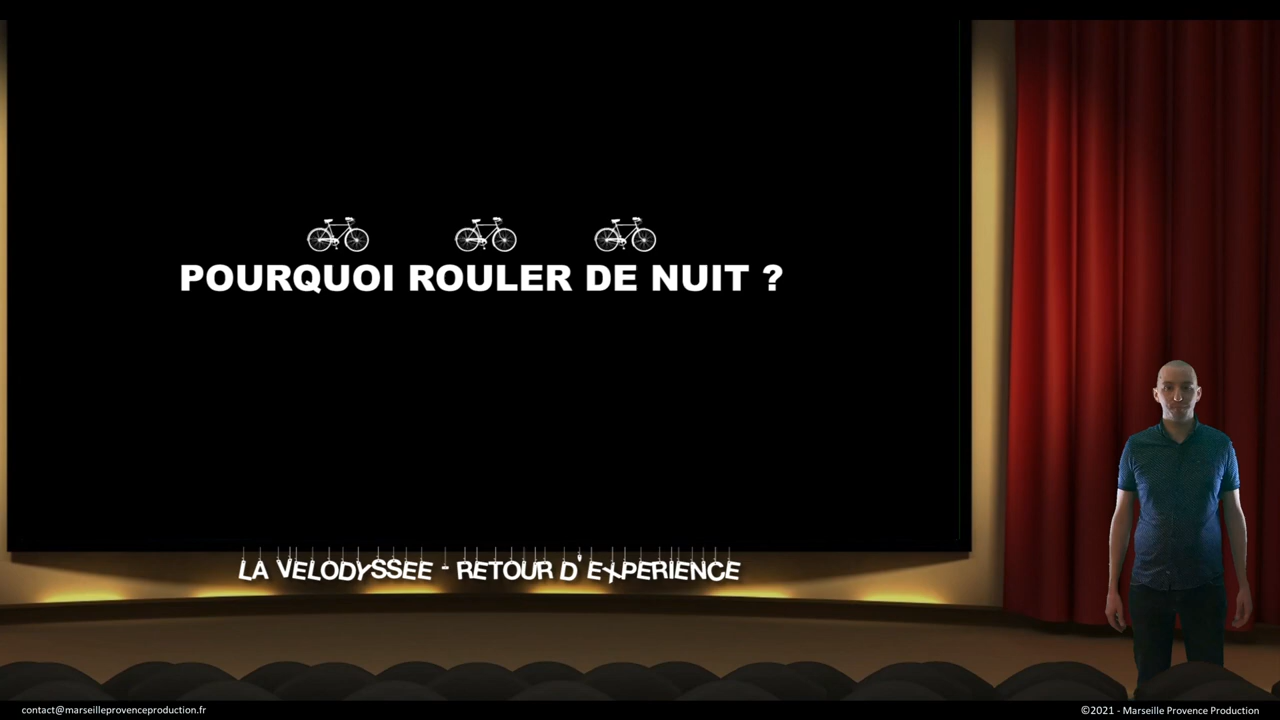 POURQUOI ROULER DE NUIT ?
LA VELODYSSEE - RETOUR D'EXPERIENCE
contact@marseilleprovenceproduction.fr
©2021 - Marseille Provence Production